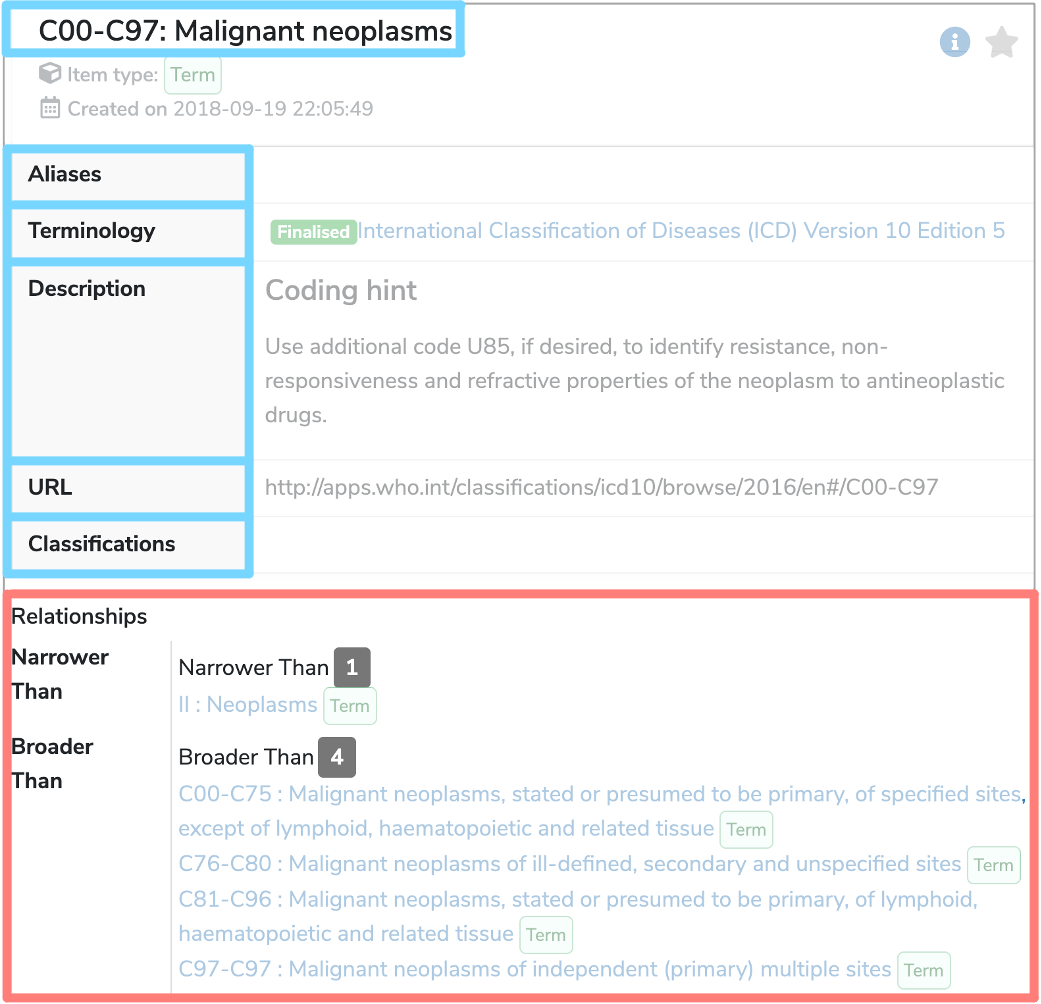 C00-C97: Malignant neoplasms
Item type: Term
Created on 2018-09-19 22:05:49
Aliases
Terminology
Finalised International Classification of Diseases (ICD) Version 10 Edition 5
Description
Coding hint
Use additional code U85, if desired, to identify resistance, non-
responsiveness and refractive properties of the neoplasm to antineoplastic
drugs.
URL
http://apps.who.int/classifications/icd10/browse/2016/en#/C00-C97
Classifications
Relationships
Narrower
Than
Narrower Than 1
II : Neoplasms Term
Broader
Than
Broader Than 4
C00-C75 : Malignant neoplasms, stated or presumed to be primary, of specified sites,
except of lymphoid, haematopoietic and related tissue Term
C76-C80 : Malignant neoplasms of ill-defined, secondary and unspecified sites Term
C81-C96 : Malignant neoplasms, stated or presumed to be primary, of lymphoid,
haematopoietic and related tissue Term
C97-C97 : Malignant neoplasms of independent (primary) multiple sites Term